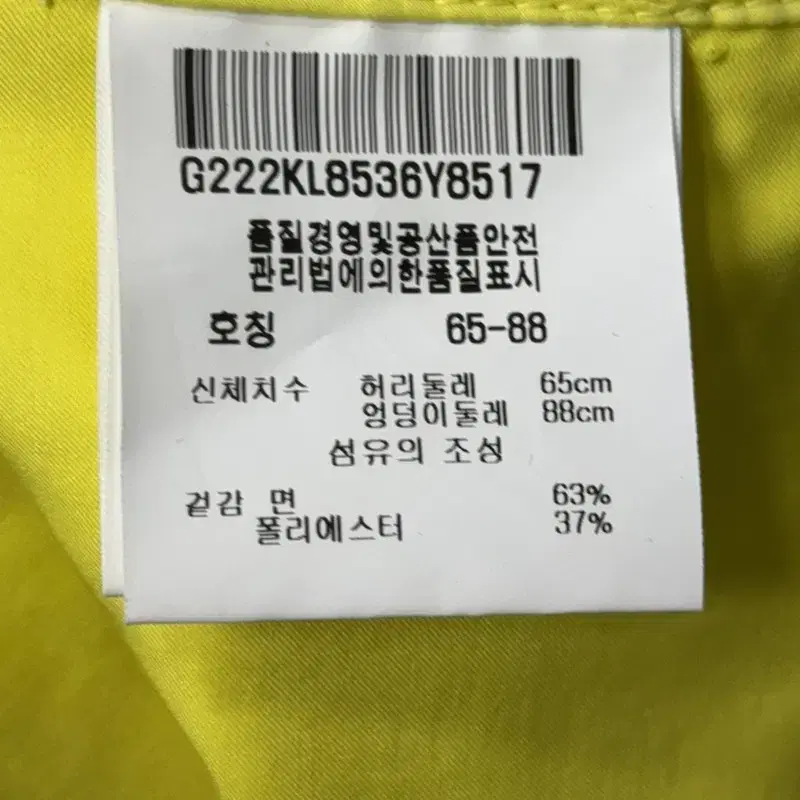 G222KL8536Y8517
품질경영및공산품안전
관리법에의한품질표시
호칭 65-88
신체치수 허리둘레 65cm
엉덩이둘레 88cm
섬유의 조성
겉감 면 63%
폴리에스터 37%